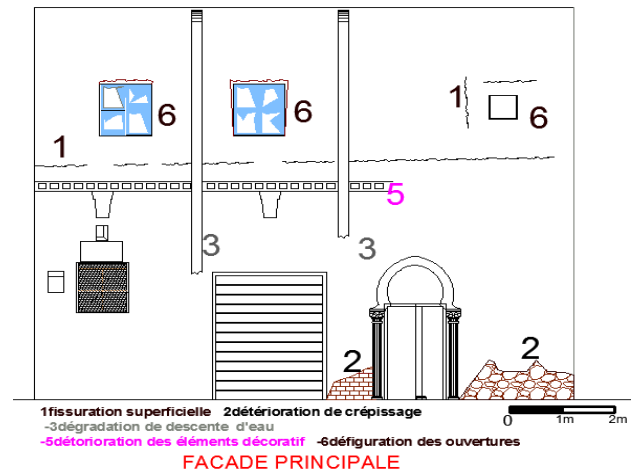 6
6
1
6
1
5
3
3
2
2
1fissuration superficielle 2détérioration de crépissage
-3dégradation de descente d'eau
-5détorioration des éléments décoratif -6défiguration des ouvertures
0 1m 2m
FACADE PRINCIPALE